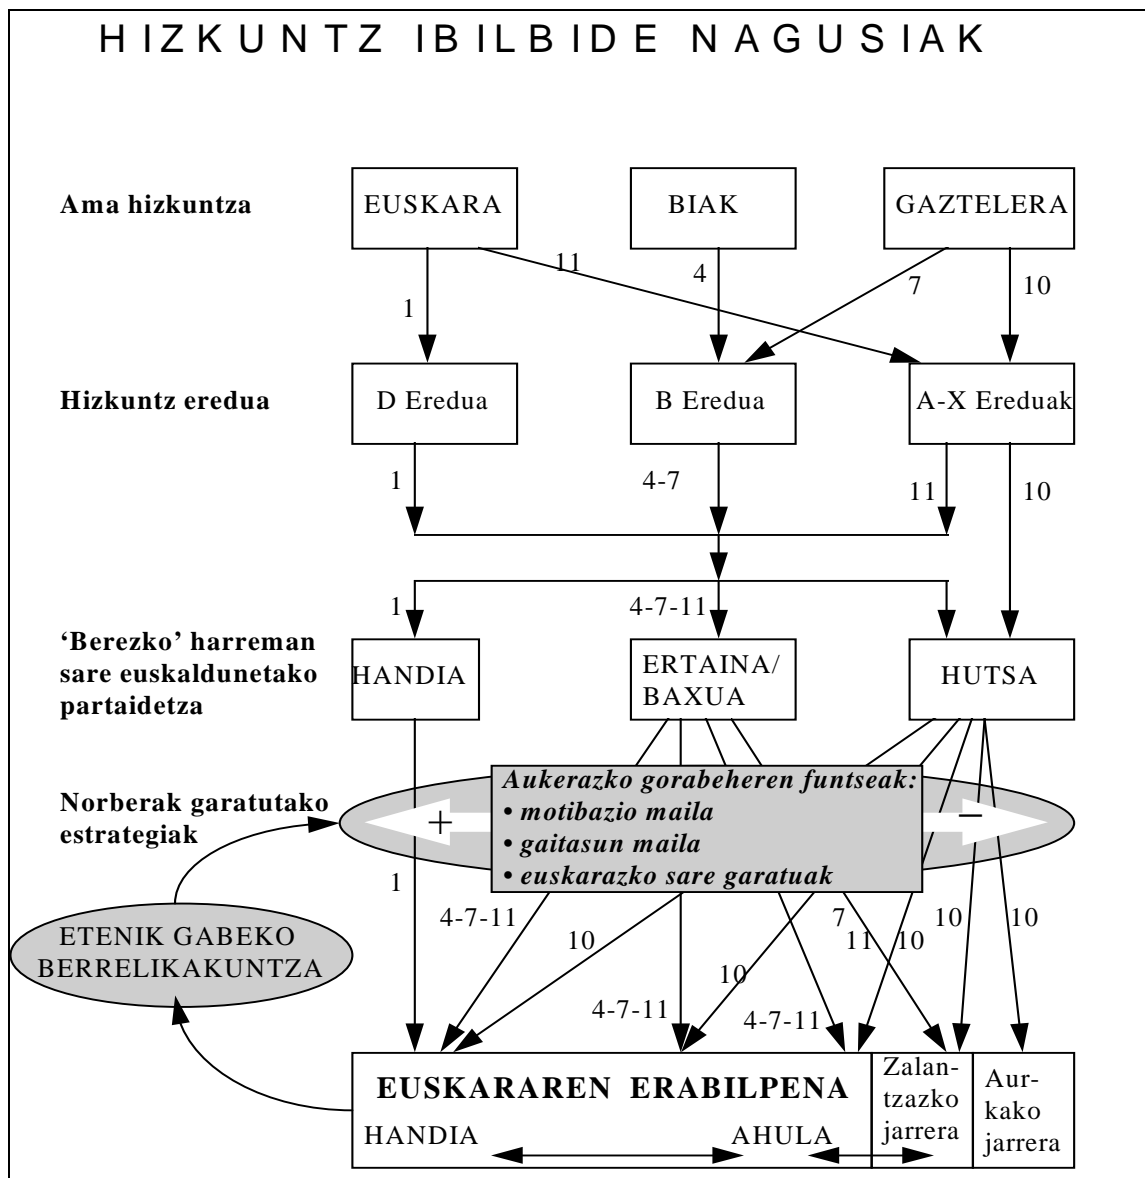 HIZKUNTZ IBILBIDE NAGUSIAK
Ama hizkuntza
EUSKARA
BIAK
GAZTELERA
11
4
7
10
1
Hizkuntz eredua
D Eredua
B Eredua
A-X Ereduak
1
4-7
11
10
1
4-7-11
'Berezko' harreman
sare euskaldunetako
partaidetza
HANDIA
ERTAINA/
BAXUA
HUTSA
Norberak garatutako
estrategiak
+
Aukerazko gorabeheren funtseak:
• motibazio maila
• gaitasun maila
• euskarazko sare garatuak
−
1
4-7-11
10
7
11
10
10
10
ETENIK GABEKO
BERRELIKAKUNTZA
10
4-7-11
4-7-11
EUSKARAREN ERABILPENA
HANDIA
AHULA
Zalan-
tzazko
jarrera
Aur-
kako
jarrera